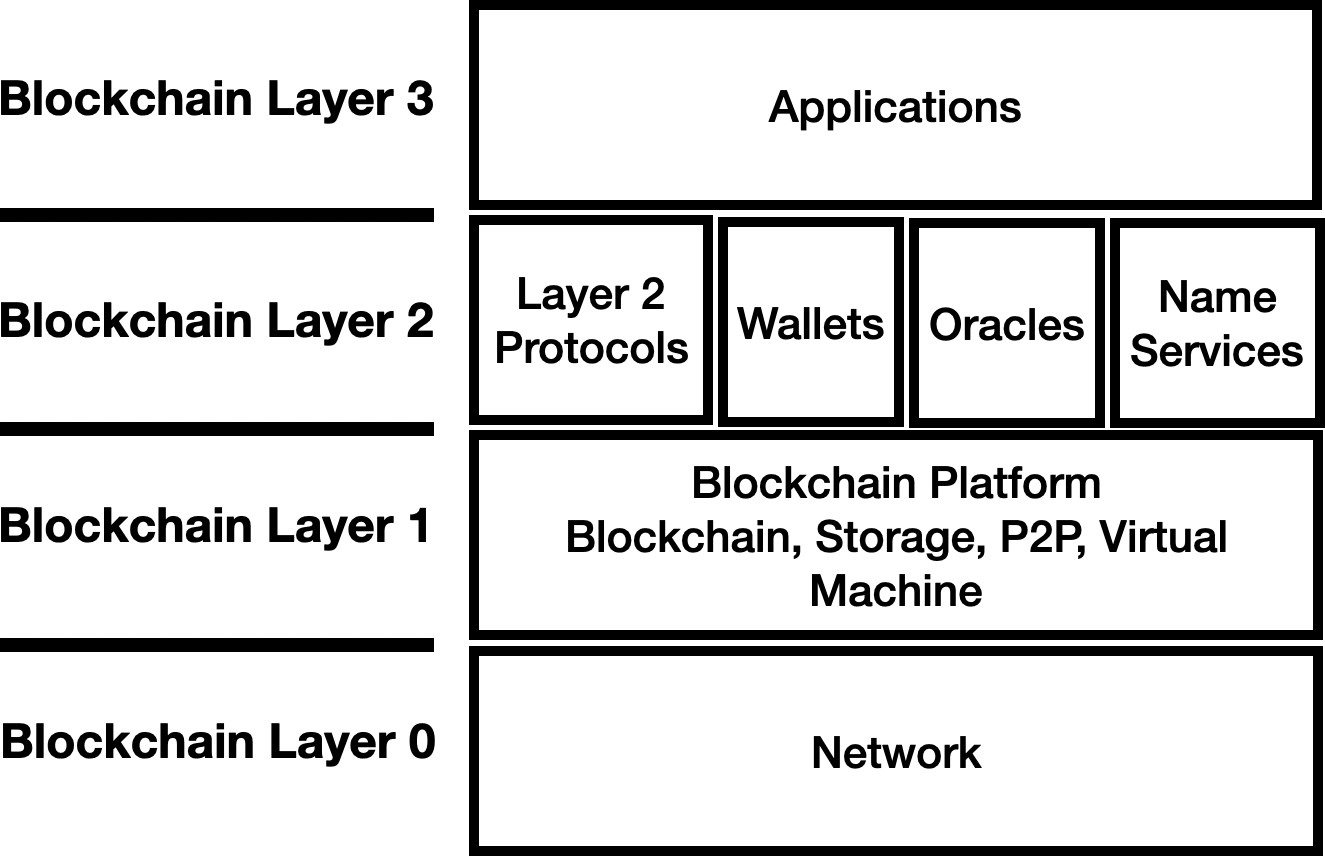 Blockchain Layer 3
Applications
Blockchain Layer 2
Layer 2
Protocols
Wallets
Oracles
Name
Services
Blockchain Layer 1
Blockchain Platform
Blockchain, Storage, P2P, Virtual
Machine
Blockchain Layer 0
Network